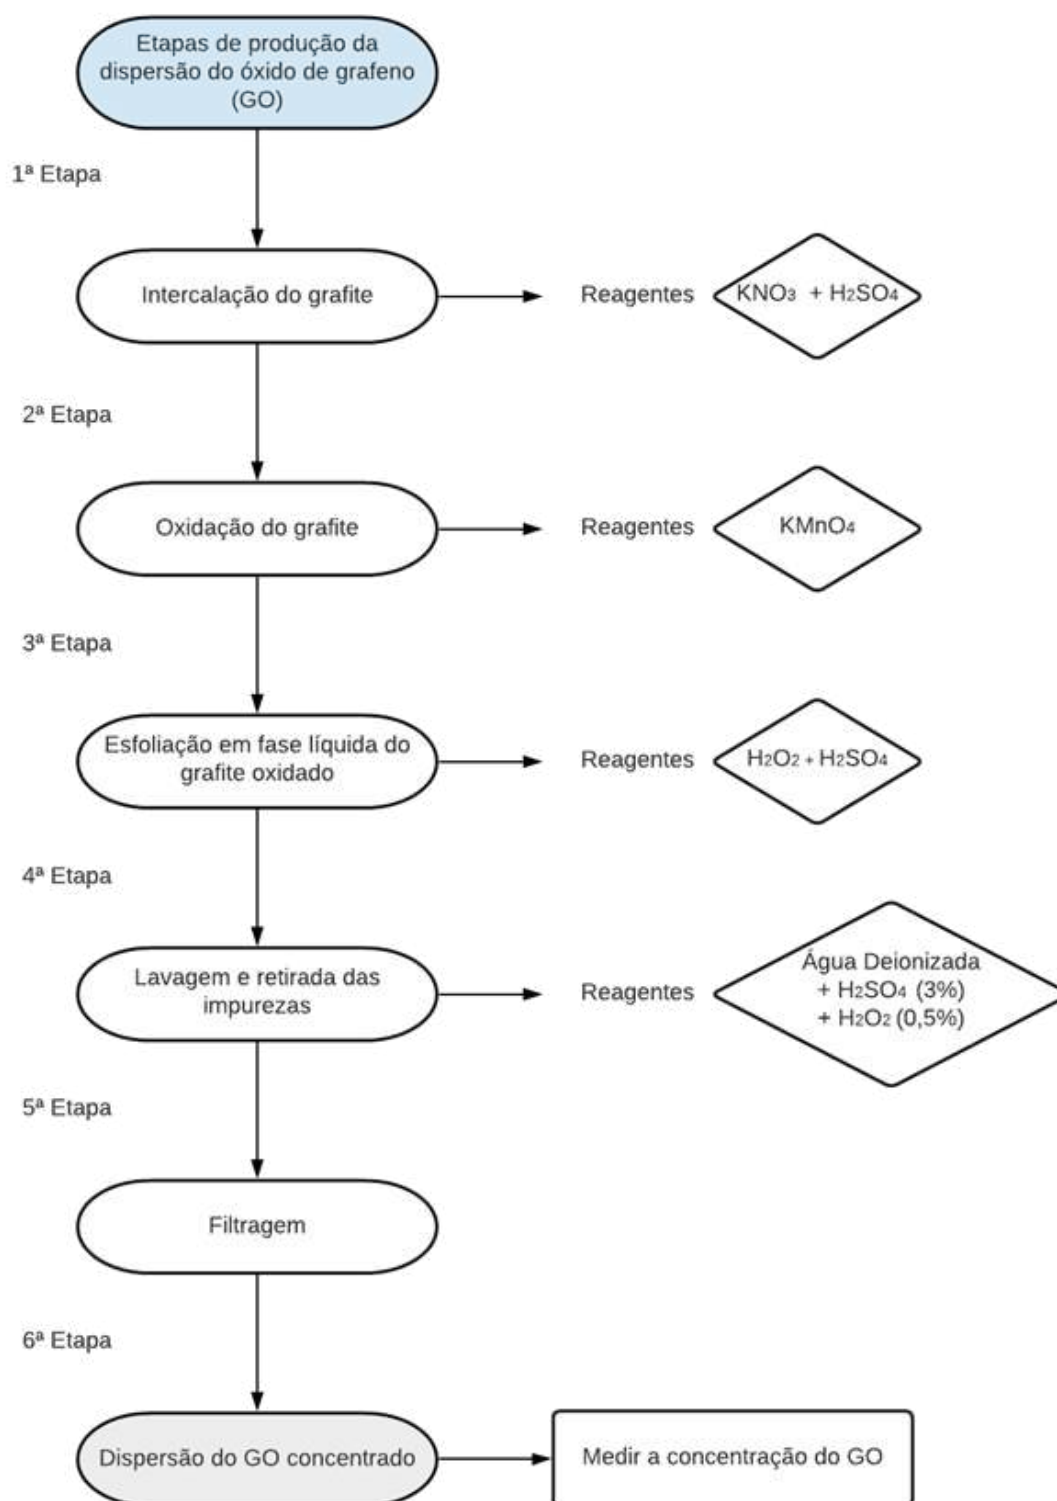 Etapas de produção da
dispersão do óxido de grafeno
(GO)
1ª Etapa
Intercalação do grafite
Reagentes
KNO3 + H2SO4
2ª Etapa
Oxidação do grafite
Reagentes
KMnO4
3ª Etapa
Esfoliação em fase líquida do
grafite oxidado
Reagentes
H2O2 + H2SO4
4ª Etapa
Lavagem e retirada das
impurezas
Reagentes
Água Deionizada
+ H2SO4 (3%)
+ H2O2 (0,5%)
5ª Etapa
Filtragem
6ª Etapa
Dispersão do GO concentrado
Medir a concentração do GO